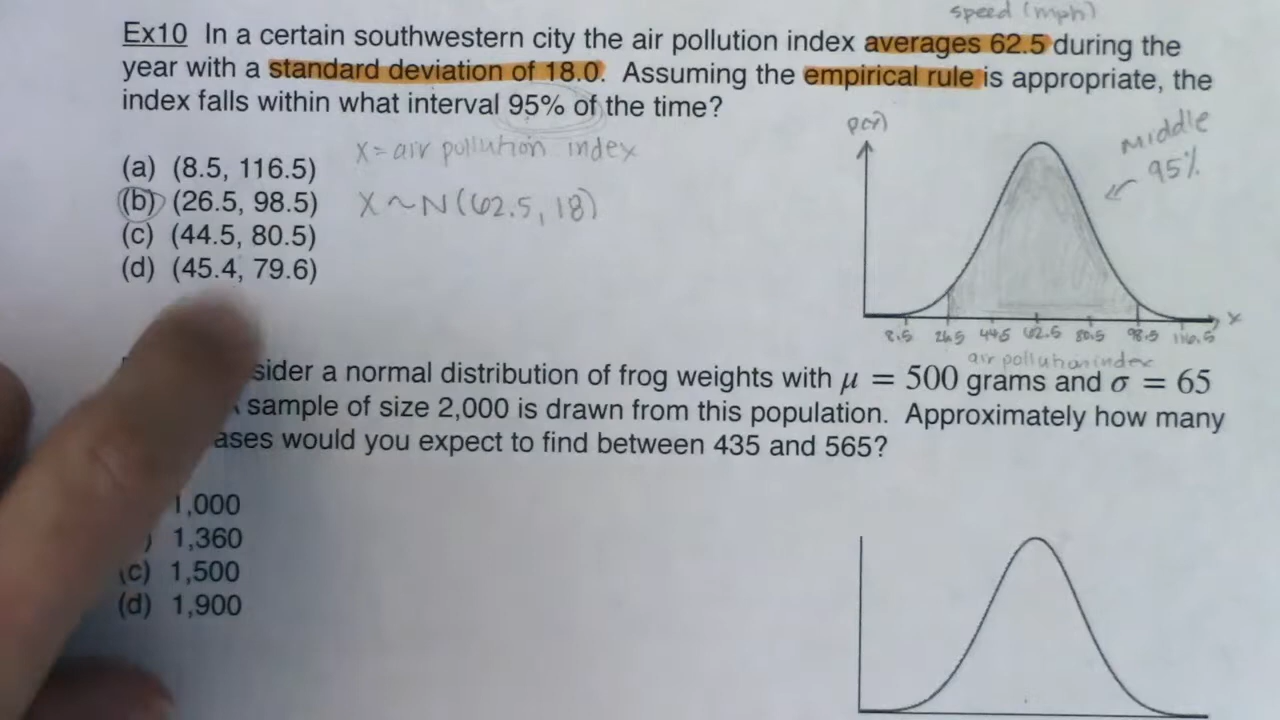 speed (mph)
Ex10 In a certain southwestern city the air pollution index averages 62.5 during the
year with a standard deviation of 18.0. Assuming the empirical rule is appropriate, the
index falls within what interval 95% of the time?
(a) (8.5, 116.5)
(b) (26.5, 98.5)
(c) (44.5, 80.5)
(d) (45.4, 79.6)
X = air pollution index
X ~ N(62.5, 18)
p(x)
Middle
95%
8.5 26.5 44.5 62.5 80.5 98.5 116.5 x
air pollution index
sider a normal distribution of frog weights with μ = 500 grams and σ = 65
sample of size 2,000 is drawn from this population. Approximately how many
ases would you expect to find between 435 and 565?
1,000
) 1,360
(c) 1,500
(d) 1,900